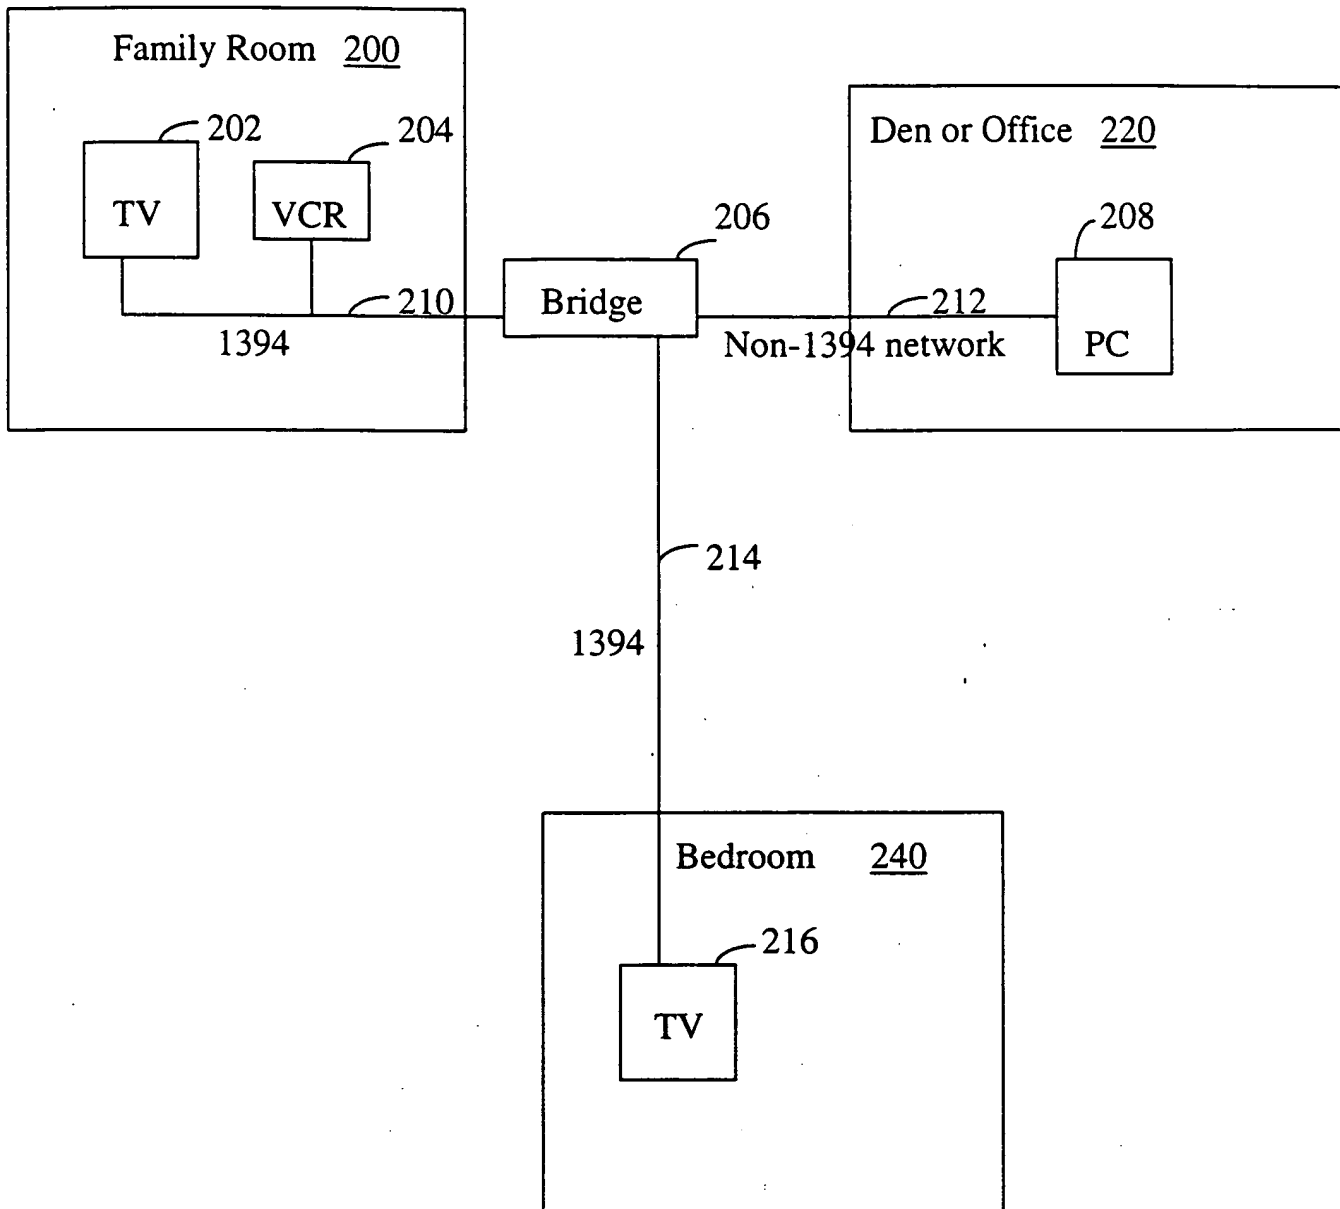 Family Room 200
202
204
TV
VCR
210
1394
206
Bridge
Den or Office 220
208
212
Non-1394 network
PC
214
1394
Bedroom 240
216
TV